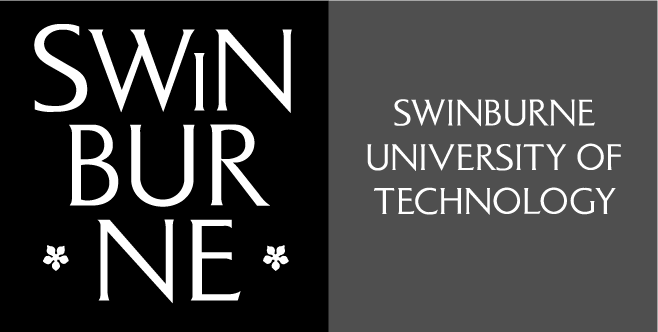 SWiN
BUR
NE
SWINBURNE
UNIVERSITY OF
TECHNOLOGY